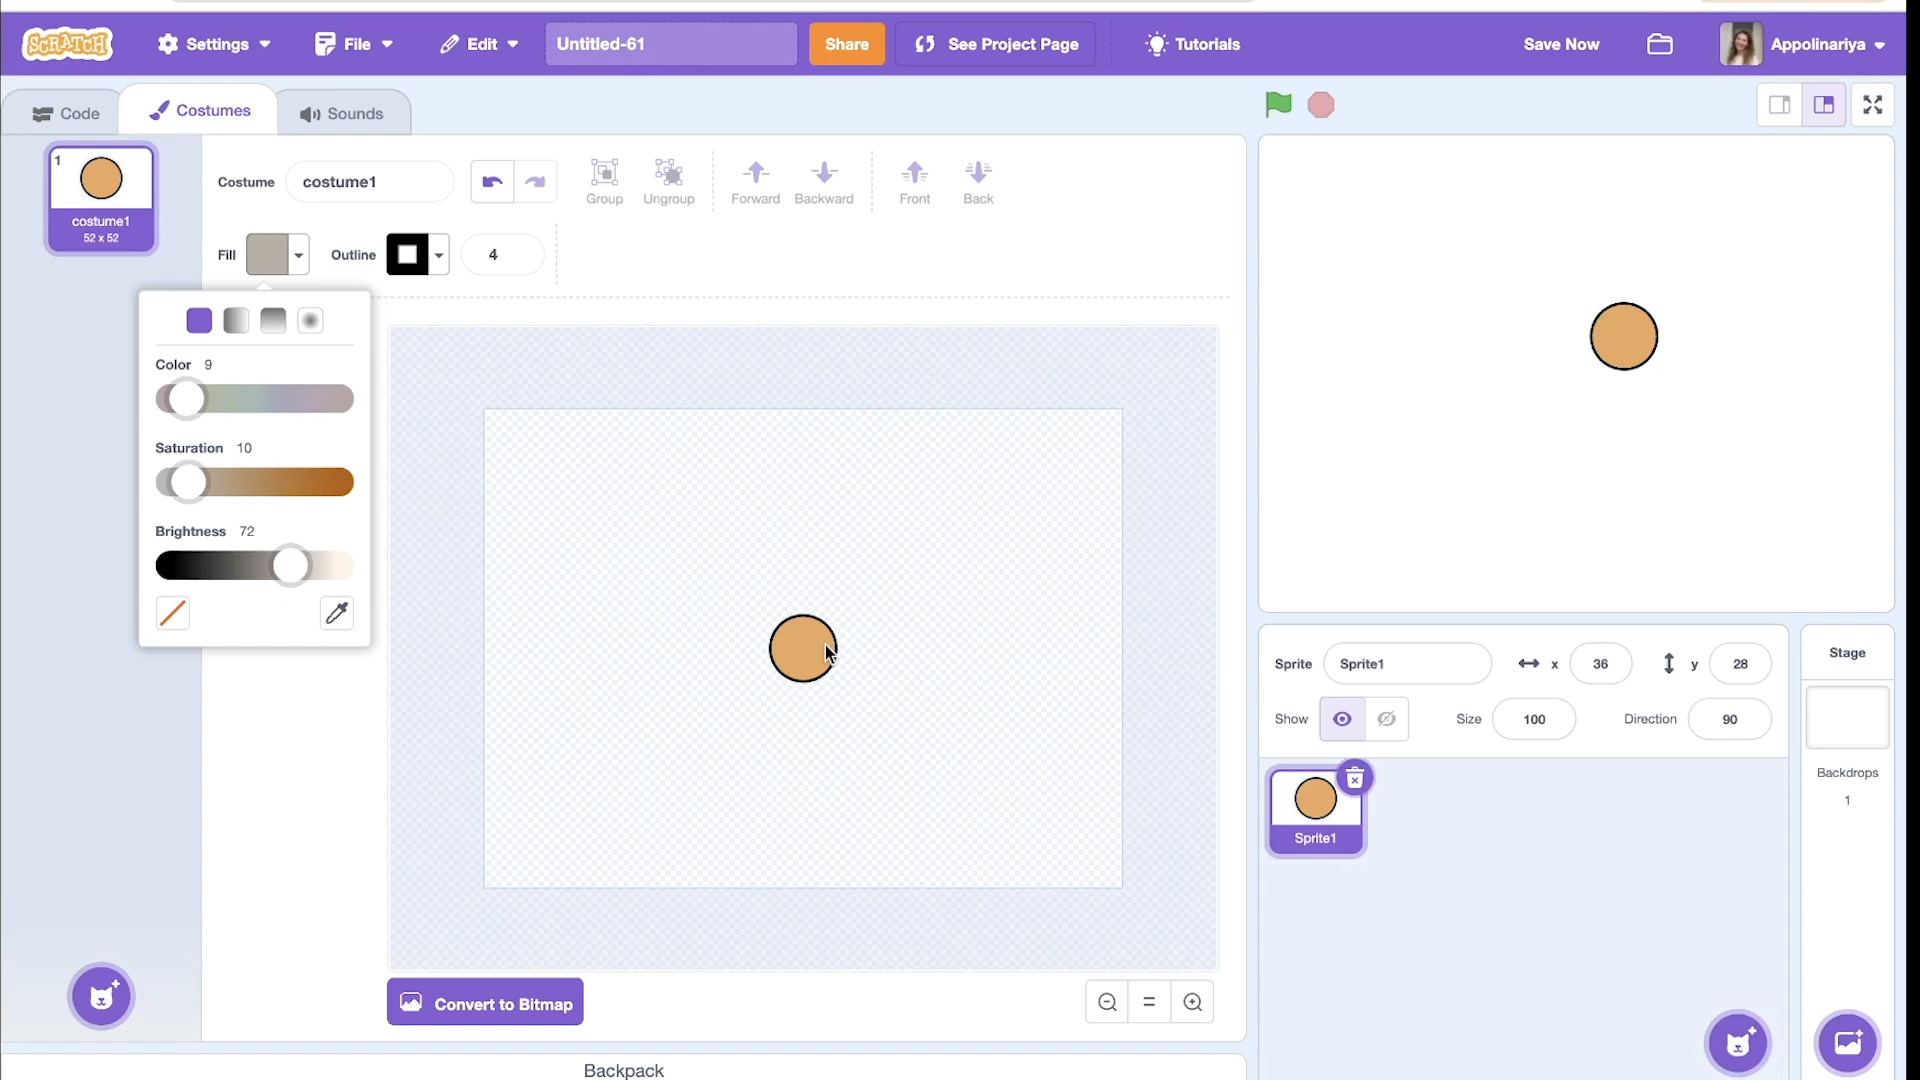 SCRATCH Settings File Edit Untitled-61 Share See Project Page Tutorials Save Now Appolinariya
Code Costumes Sounds
1
costume1
52 x 52
Costume costume1 Group Ungroup Forward Backward Front Back
Fill Outline 4
Color 9
Saturation 10
Brightness 72
Convert to Bitmap
Backpack
Sprite Sprite1 x 36 y 28
Show Size 100 Direction 90
Sprite1
Stage
Backdrops
1